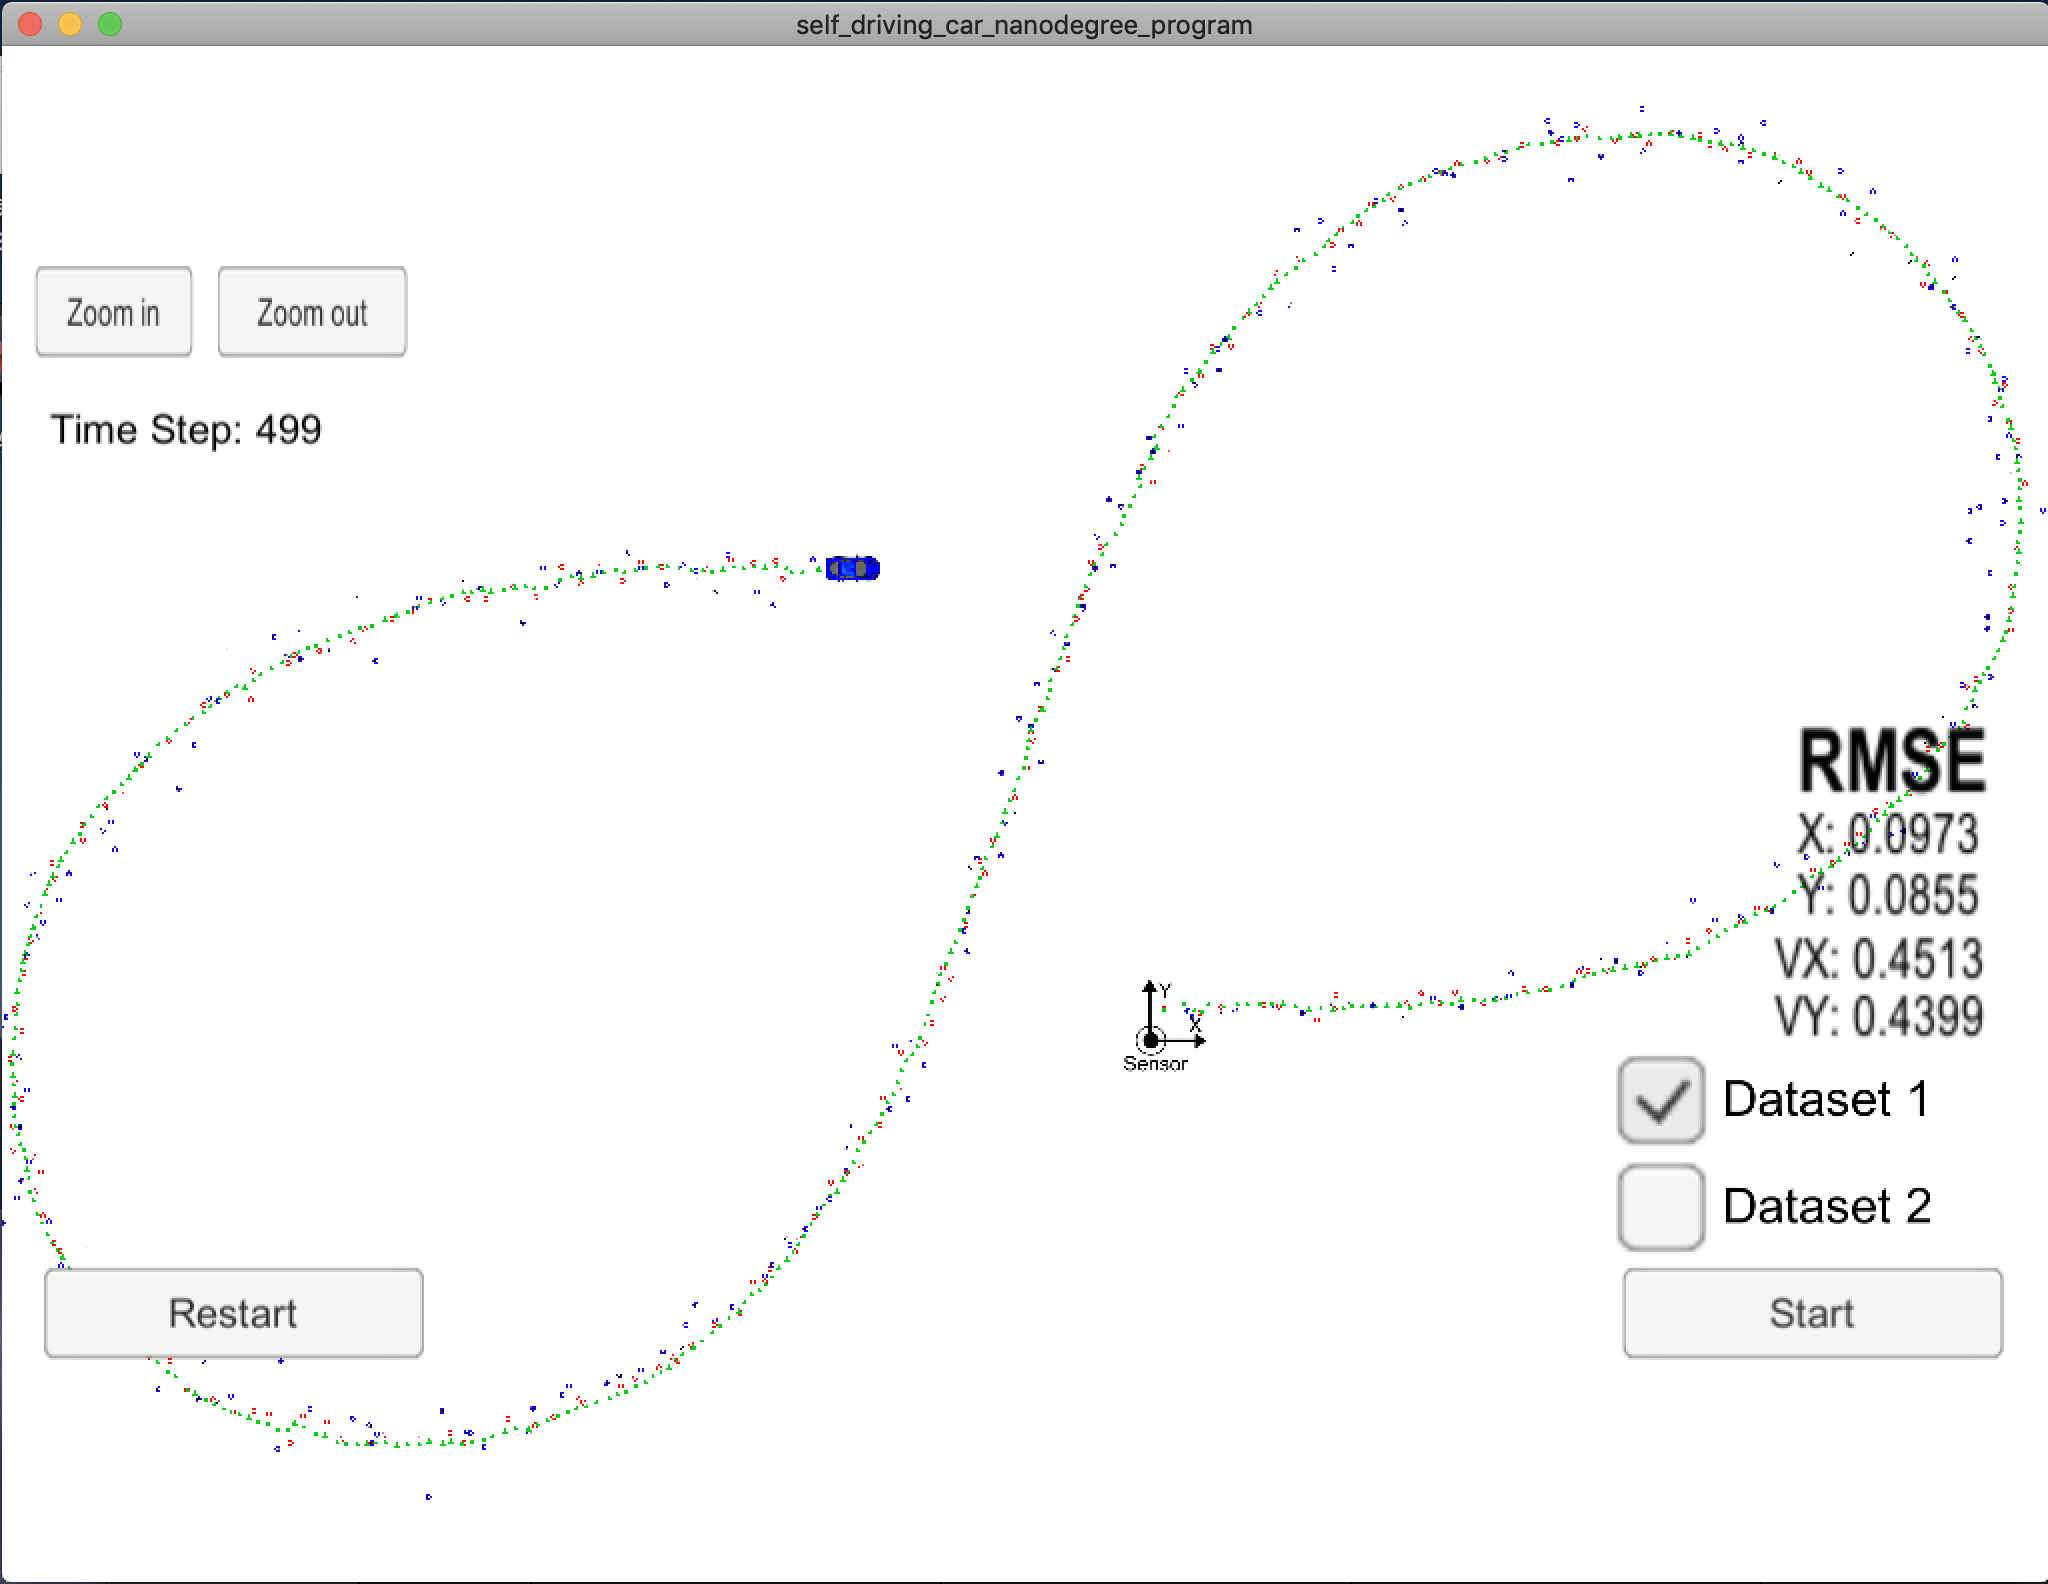 self_driving_car_nanodegree_program
Zoom in
Zoom out
Time Step: 499
RMSE
X: 0.0973
Y: 0.0855
VX: 0.4513
VY: 0.4399
Y
X
Sensor
Dataset 1
Dataset 2
Restart
Start